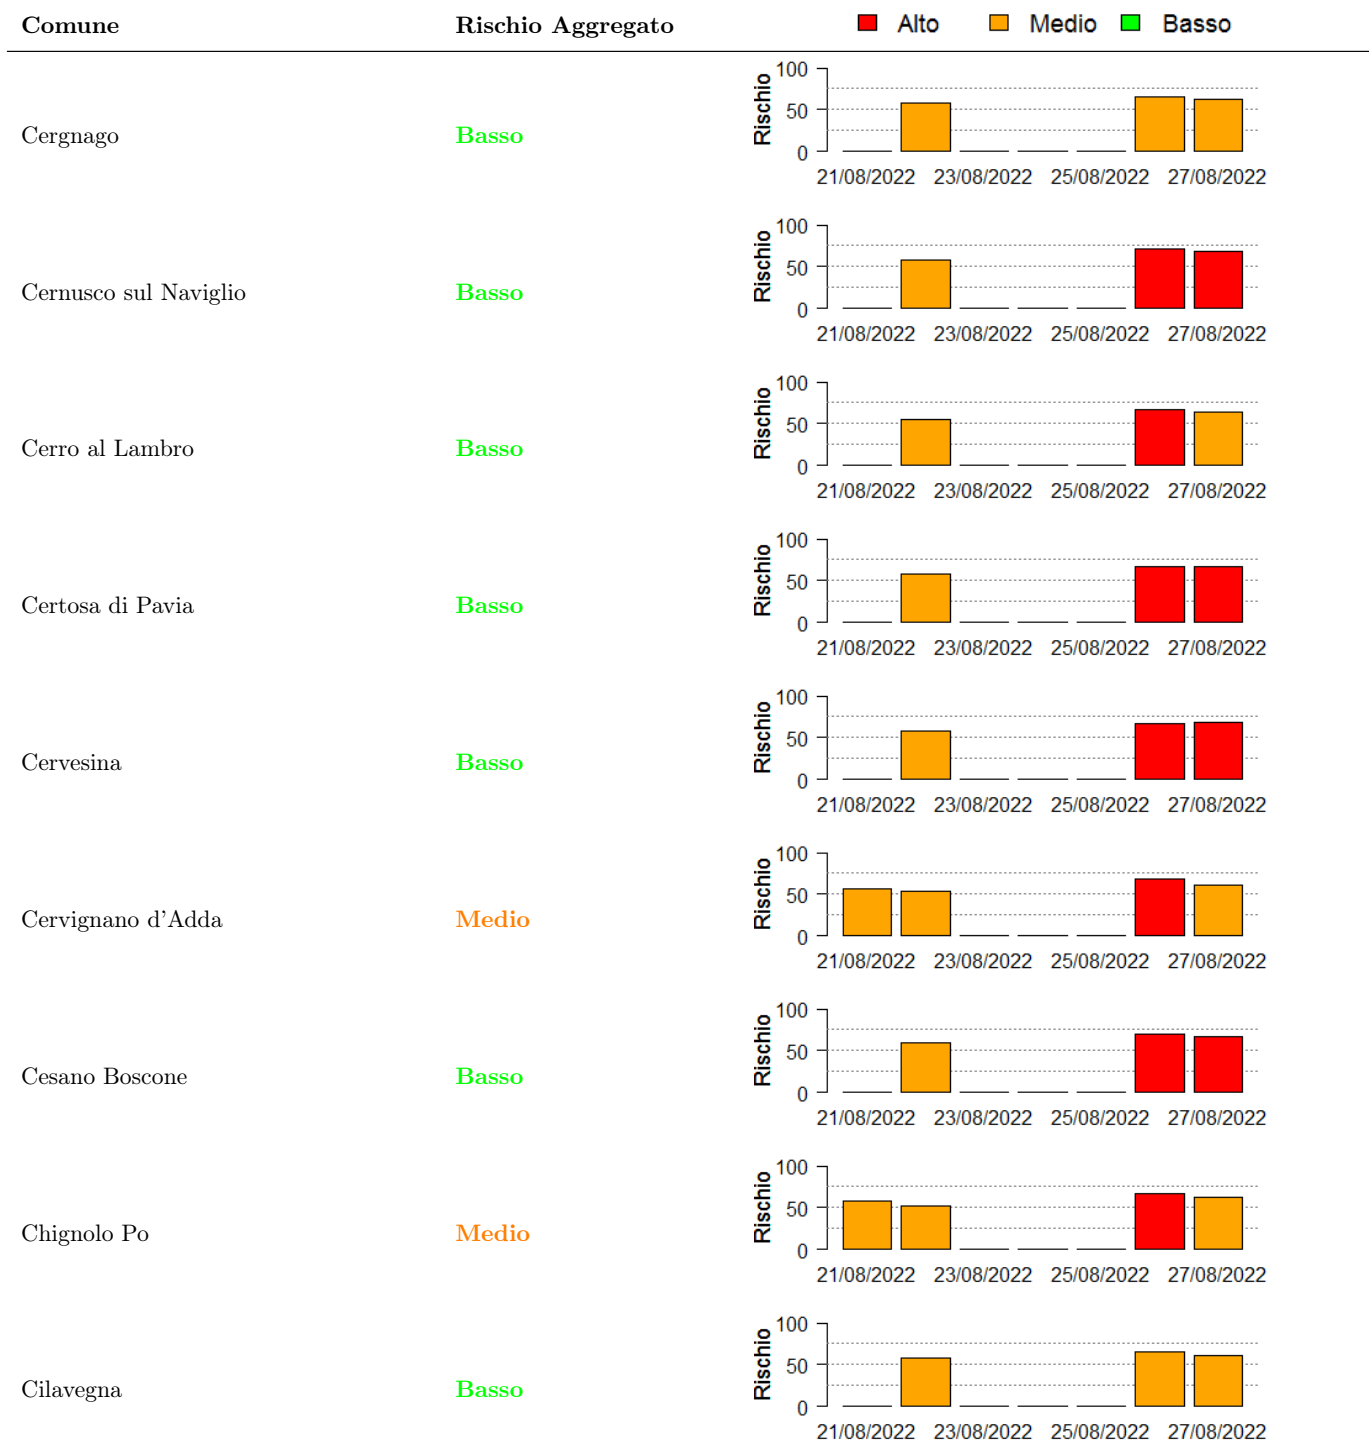 Comune Rischio Aggregato Alto Medio Basso
100
50
0
Rischio
Cergnago Basso
21/08/2022 23/08/2022 25/08/2022 27/08/2022
100
50
0
Rischio
Cernusco sul Naviglio Basso
21/08/2022 23/08/2022 25/08/2022 27/08/2022
100
50
0
Rischio
Cerro al Lambro Basso
21/08/2022 23/08/2022 25/08/2022 27/08/2022
100
50
0
Rischio
Certosa di Pavia Basso
21/08/2022 23/08/2022 25/08/2022 27/08/2022
100
50
0
Rischio
Cervesina Basso
21/08/2022 23/08/2022 25/08/2022 27/08/2022
100
50
0
Rischio
Cervignano d'Adda Medio
21/08/2022 23/08/2022 25/08/2022 27/08/2022
100
50
0
Rischio
Cesano Boscone Basso
21/08/2022 23/08/2022 25/08/2022 27/08/2022
100
50
0
Rischio
Chignolo Po Medio
21/08/2022 23/08/2022 25/08/2022 27/08/2022
100
50
0
Rischio
Cilavegna Basso
21/08/2022 23/08/2022 25/08/2022 27/08/2022